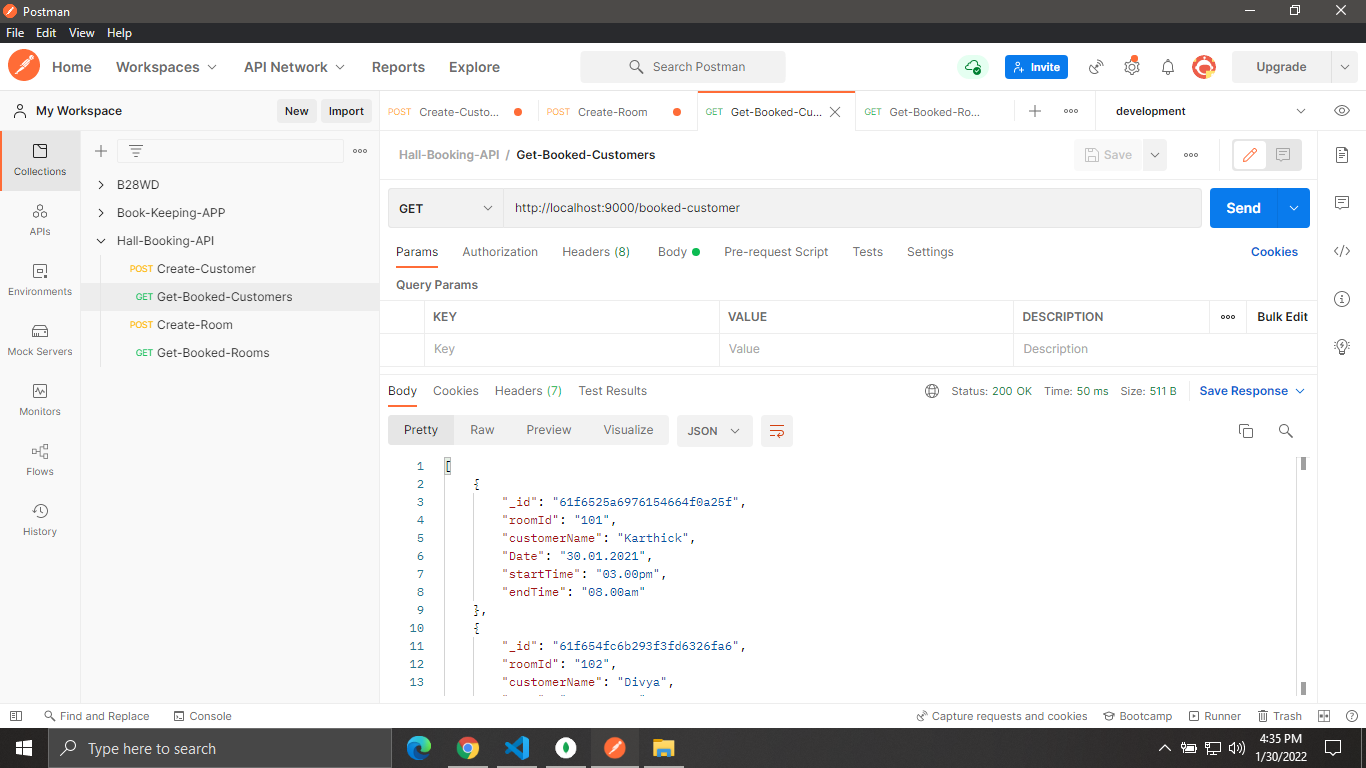 Postman
File Edit View Help
Home Workspaces API Network Reports Explore Search Postman Invite Upgrade
My Workspace New Import
POST Create-Custo... POST Create-Room GET Get-Booked-Cu... GET Get-Booked-Ro... development
Collections
APIs
Environments
Mock Servers
Monitors
Flows
History
B28WD
Book-Keeping-APP
Hall-Booking-API
POST Create-Customer
GET Get-Booked-Customers
POST Create-Room
GET Get-Booked-Rooms
Hall-Booking-API / Get-Booked-Customers Save
GET http://localhost:9000/booked-customer Send
Params Authorization Headers (8) Body Pre-request Script Tests Settings Cookies
Query Params
KEY VALUE DESCRIPTION Bulk Edit
Key Value Description
Body Cookies Headers (7) Test Results Status: 200 OK Time: 50 ms Size: 511 B Save Response
Pretty Raw Preview Visualize JSON
1 [
2 {
3 "_id": "61f6525a6976154664f0a25f",
4 "roomId": "101",
5 "customerName": "Karthick",
6 "Date": "30.01.2021",
7 "startTime": "03.00pm",
8 "endTime": "08.00am"
9 },
10 {
11 "_id": "61f654fc6b293f3fd6326fa6",
12 "roomId": "102",
13 "customerName": "Divya",
Find and Replace Console Capture requests and cookies Bootcamp Runner Trash
Type here to search
4:35 PM
1/30/2022